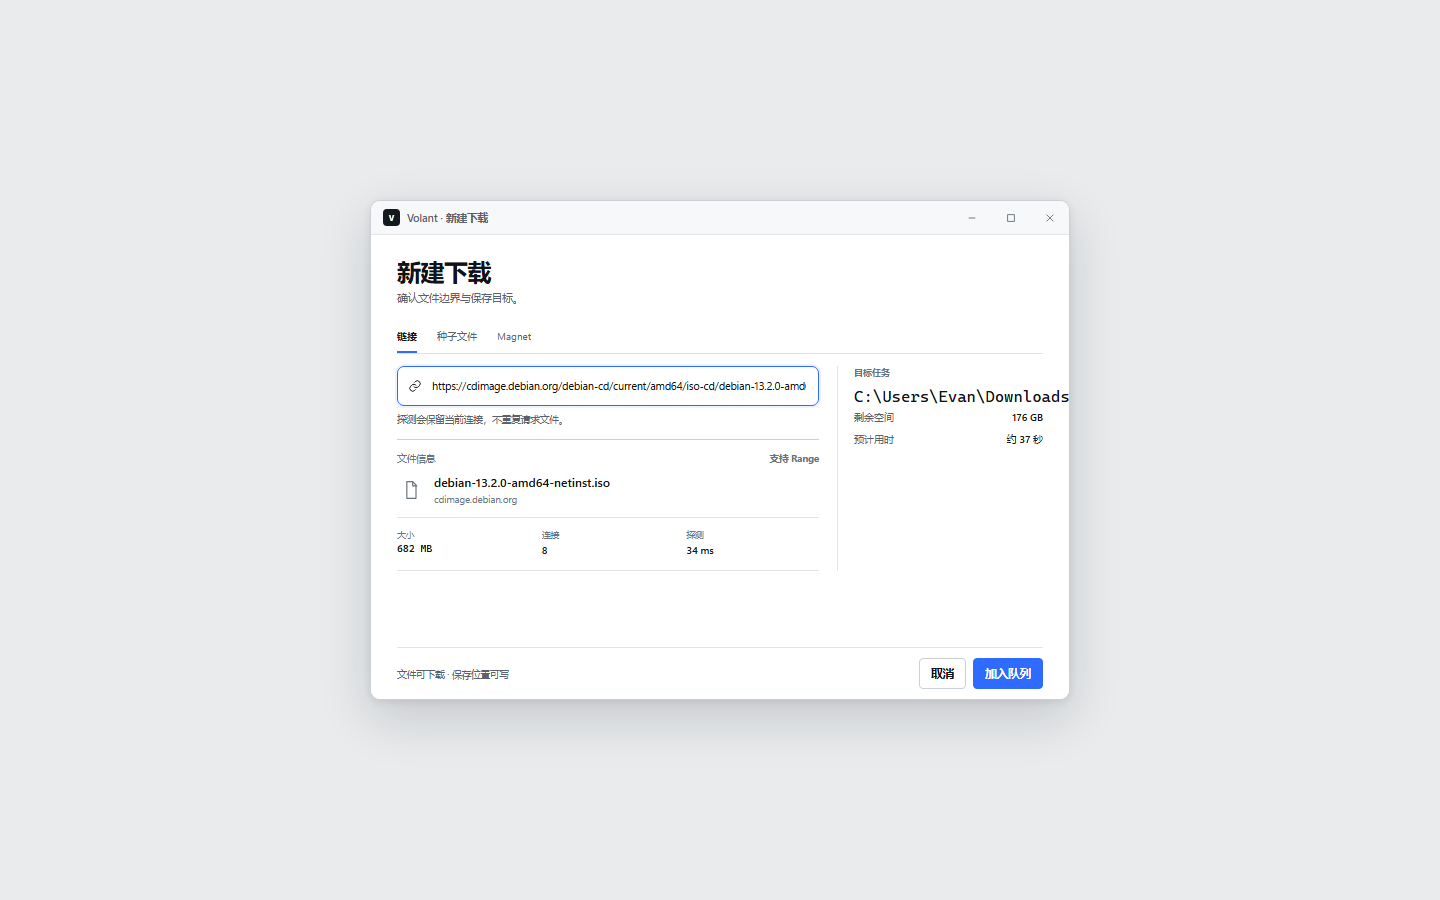 V Volant · 新建下载
新建下载
确认文件边界与保存目标。
链接 种子文件 Magnet
https://cdimage.debian.org/debian-cd/current/amd64/iso-cd/debian-13.2.0-amd
探测会保留当前连接，不重复请求文件。
文件信息 支持 Range
debian-13.2.0-amd64-netinst.iso
cdimage.debian.org
大小 连接 探测
682 MB 8 34 ms
目标任务
C:\Users\Evan\Downloads
剩余空间 176 GB
预计用时 约 37 秒
文件可下载 · 保存位置可写
取消 加入队列